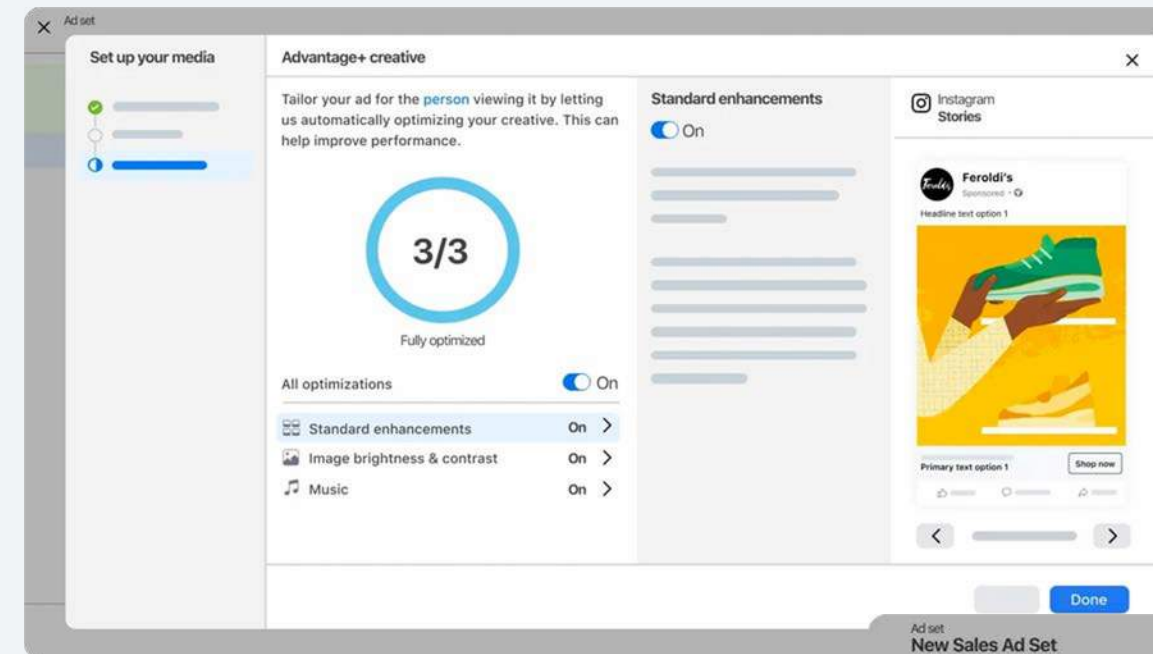 Ad set
Set up your media
Advantage+ creative
Tailor your ad for the person viewing it by letting
us automatically optimizing your creative. This can
help improve performance.
3/3
Fully optimized
All optimizations
On
Standard enhancements
On
Image brightness & contrast
On
Music
On
Standard enhancements
On
Instagram
Stories
Feroldi's
Feroldi's
Sponsored ·
Headline text option 1
Primary text option 1
Shop now
Done
Ad set
New Sales Ad Set